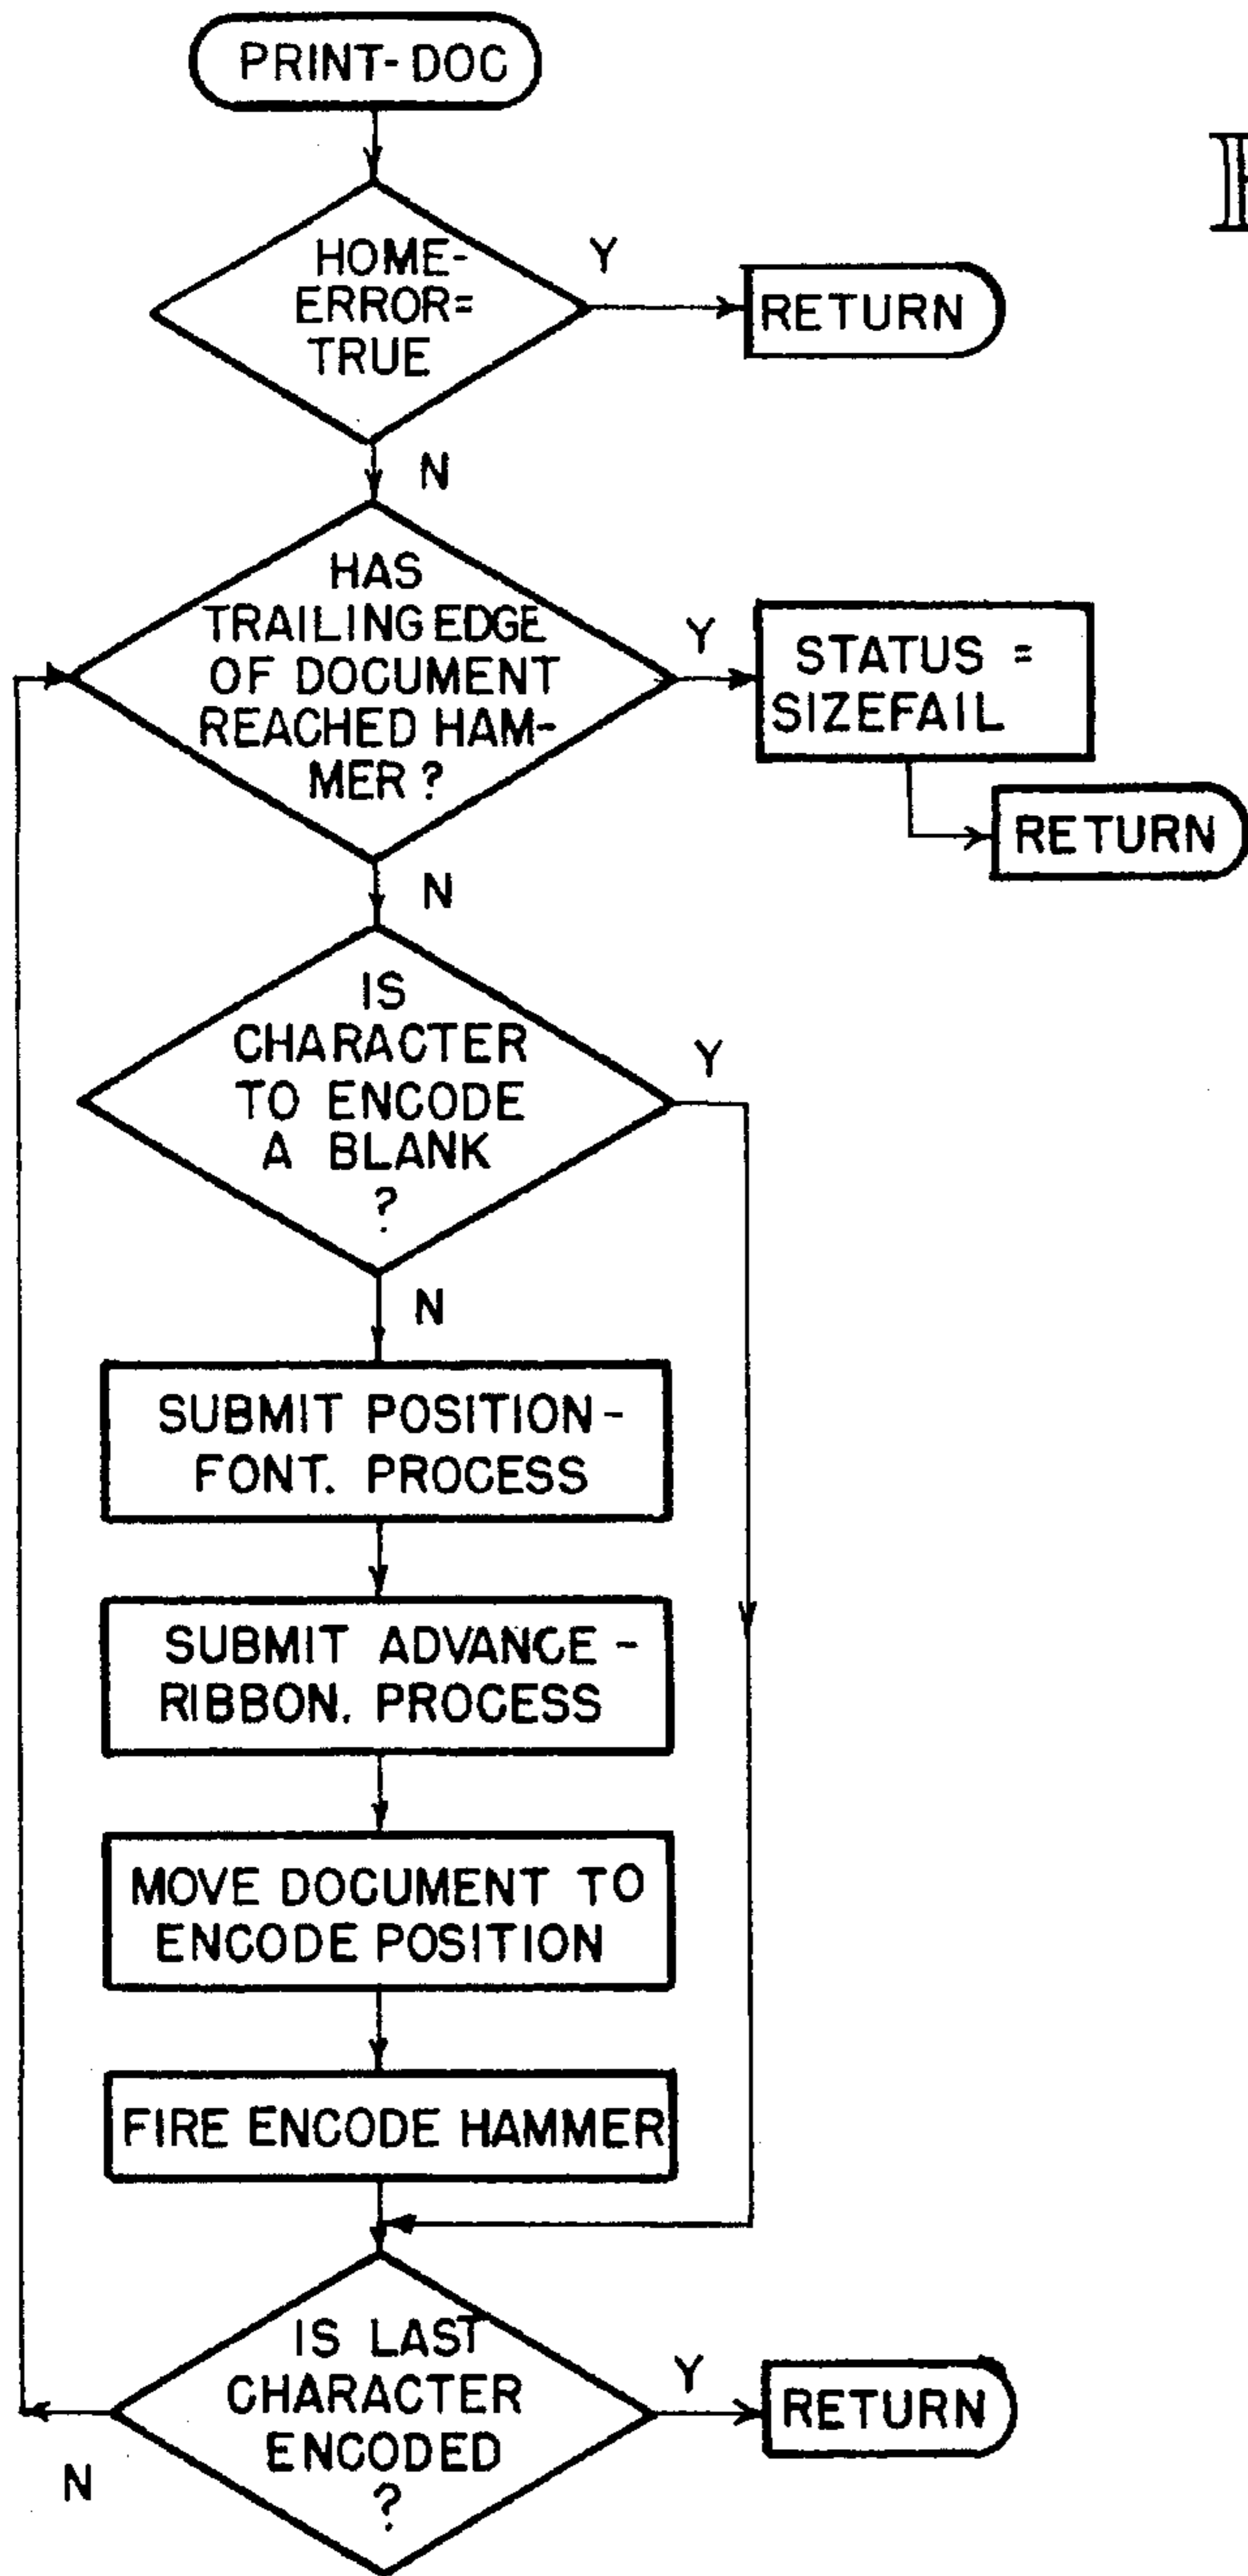 PRINT-DOC
HOME-
ERROR=
TRUE
Y
RETURN
N
HAS
TRAILING EDGE
OF DOCUMENT
REACHED HAM-
MER ?
Y
STATUS =
SIZEFAIL
RETURN
N
IS
CHARACTER
TO ENCODE
A BLANK
?
Y
N
SUBMIT POSITION-
FONT. PROCESS
SUBMIT ADVANCE-
RIBBON. PROCESS
MOVE DOCUMENT TO
ENCODE POSITION
FIRE ENCODE HAMMER
IS LAST
CHARACTER
ENCODED
?
Y
RETURN
N